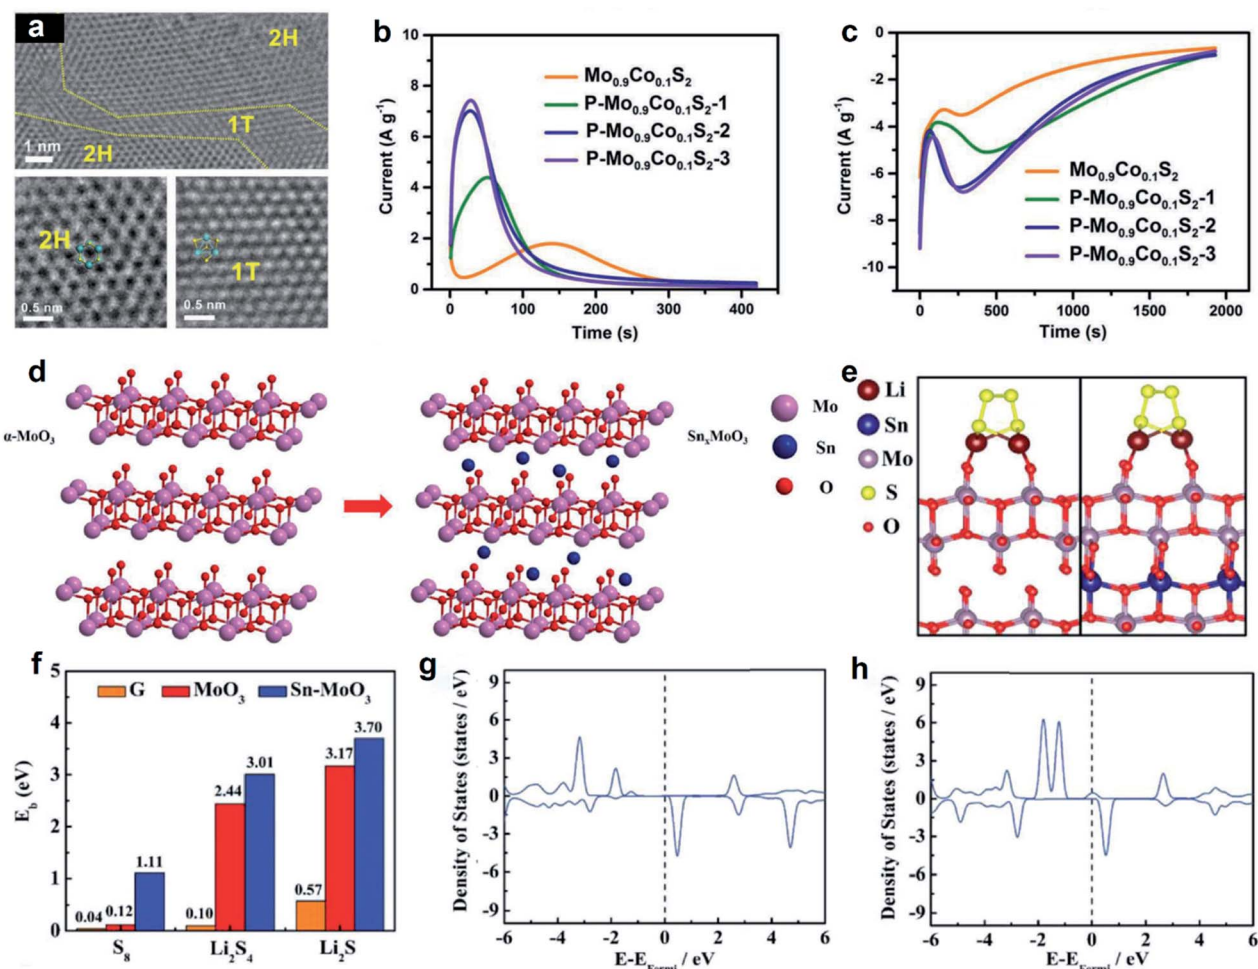 a
2H
1T
2H
1 nm
2H
0.5 nm
1T
0.5 nm
b
10
8
6
4
2
0
Current (A g⁻¹)
Mo₀.₉Co₀.₁S₂
P-Mo₀.₉Co₀.₁S₂-1
P-Mo₀.₉Co₀.₁S₂-2
P-Mo₀.₉Co₀.₁S₂-3
0 100 200 300 400
Time (s)
c
0
-2
-4
-6
-8
-10
Current (A g⁻¹)
Mo₀.₉Co₀.₁S₂
P-Mo₀.₉Co₀.₁S₂-1
P-Mo₀.₉Co₀.₁S₂-2
P-Mo₀.₉Co₀.₁S₂-3
0 500 1000 1500 2000
Time (s)
d
α-MoO₃
SnₓMoO₃
Mo
Sn
O
e
Li
Sn
Mo
S
O
f
5
4
3
2
1
0
E_b (eV)
G MoO₃ Sn-MoO₃
0.04 0.12 1.11
0.10 2.44 3.01
0.57 3.17 3.70
S₈ Li₂S₄ Li₂S
g
9
6
3
0
-3
-6
-9
Density of States (states / eV)
-6 -4 -2 0 2 4 6
E-E_Fermi / eV
h
9
6
3
0
-3
-6
-9
Density of States (states / eV)
-6 -4 -2 0 2 4 6
E-E_Fermi / eV